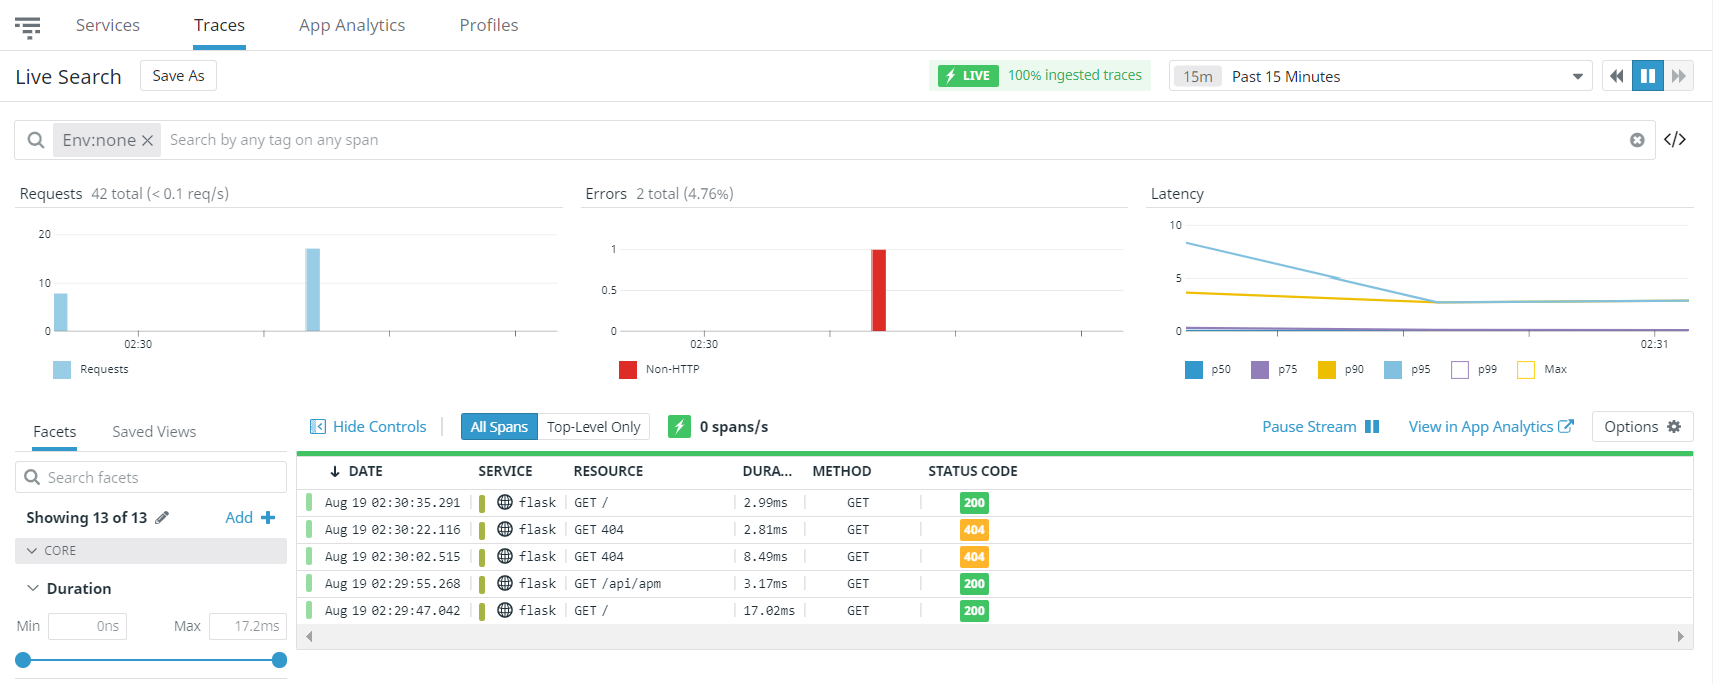 Services Traces App Analytics Profiles
Live Search Save As LIVE 100% ingested traces 15m Past 15 Minutes
Env:none Search by any tag on any span </>
Requests 42 total (< 0.1 req/s)
20
10
0
02:30
Requests
Errors 2 total (4.76%)
1
0.5
0
02:30
Non-HTTP
Latency
10
5
0
02:31
p50 p75 p90 p95 p99 Max
Facets Saved Views
Search facets
Showing 13 of 13 Add +
CORE
Duration
Min 0ns Max 17.2ms
Hide Controls All Spans Top-Level Only 0 spans/s Pause Stream View in App Analytics Options
DATE SERVICE RESOURCE DURA... METHOD STATUS CODE
Aug 19 02:30:35.291 flask GET / 2.99ms GET 200
Aug 19 02:30:22.116 flask GET 404 2.81ms GET 404
Aug 19 02:30:02.515 flask GET 404 8.49ms GET 404
Aug 19 02:29:55.268 flask GET /api/apm 3.17ms GET 200
Aug 19 02:29:47.042 flask GET / 17.02ms GET 200